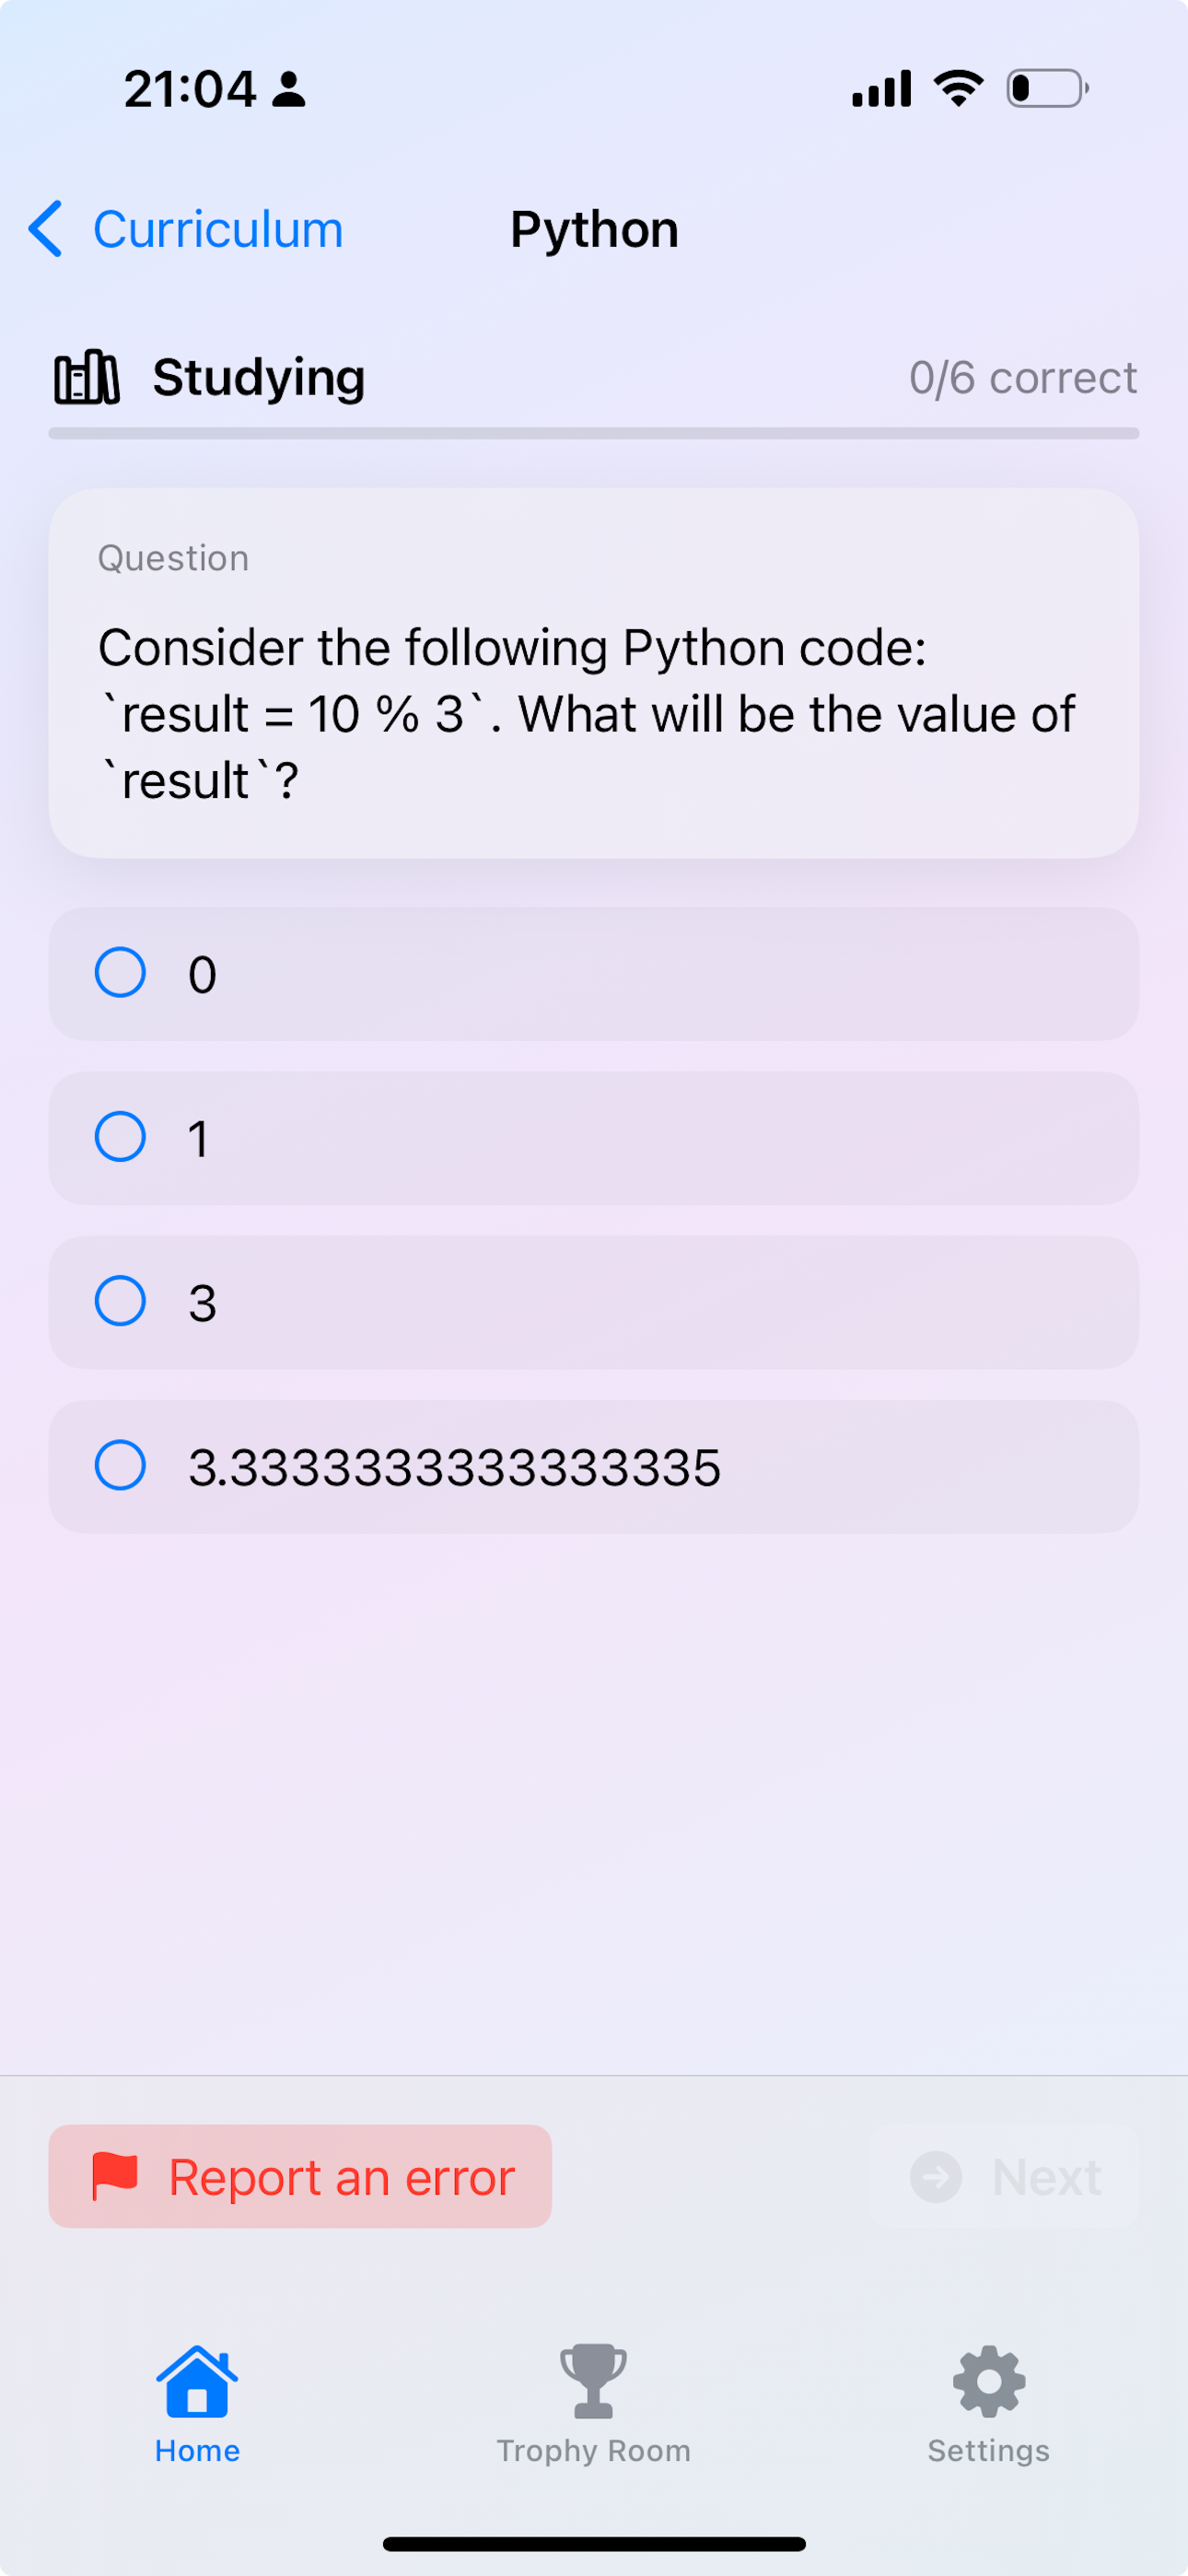 21:04
Curriculum
Python
Studying
0/6 correct
Question
Consider the following Python code:
`result = 10 % 3`. What will be the value of
`result`?
0
1
3
3.3333333333333335
Report an error
Next
Home
Trophy Room
Settings